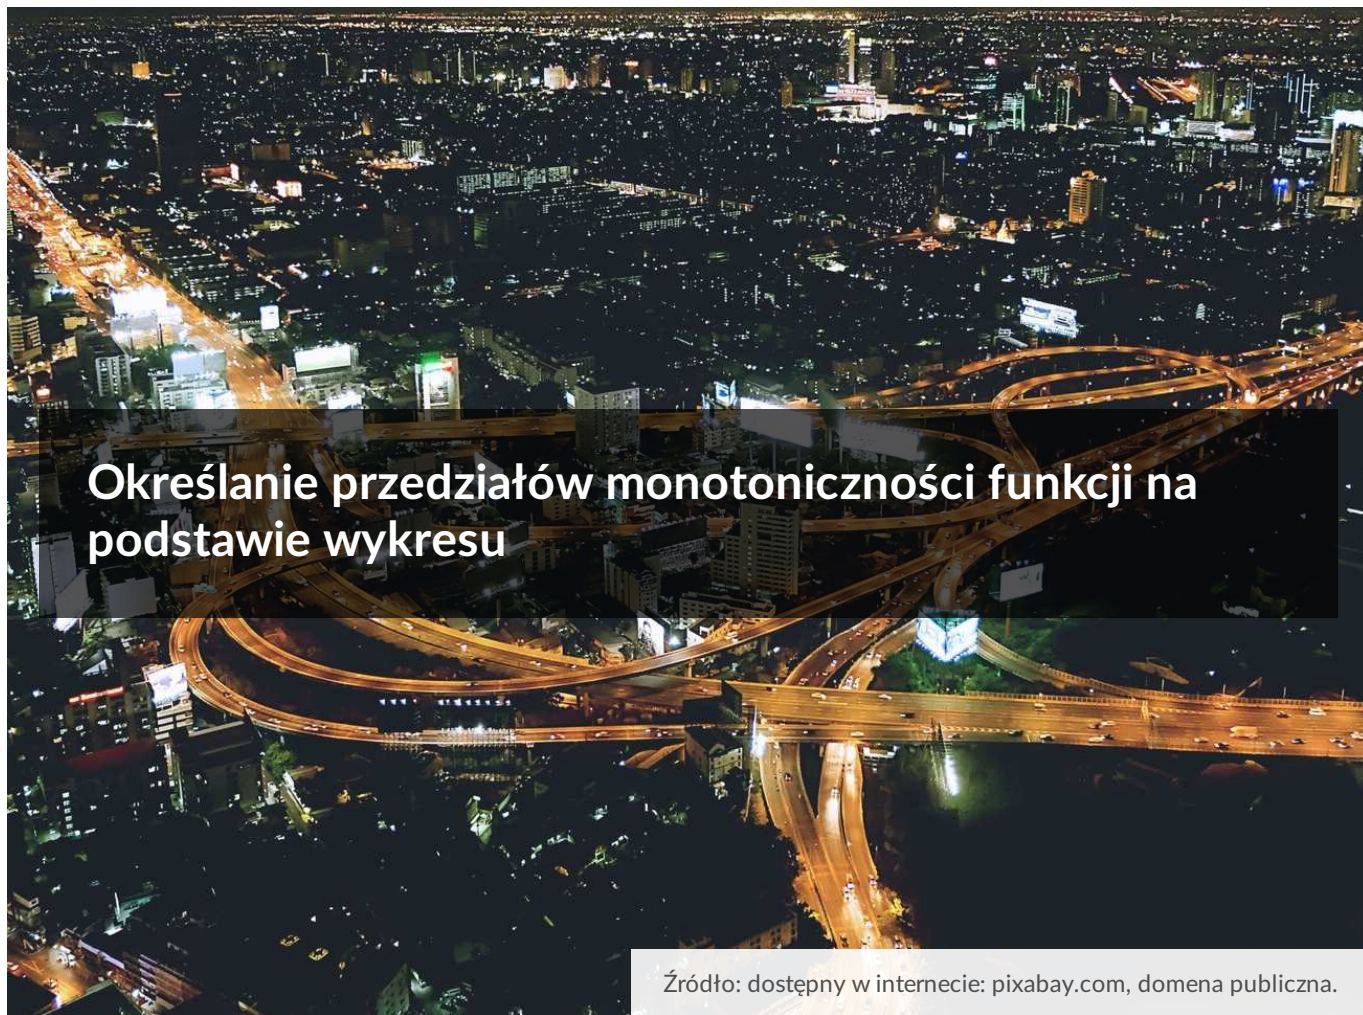 Określanie przedziałów monotoniczności funkcji na
podstawie wykresu
Źródło: dostępny w internecie: pixabay.com, domena publiczna.